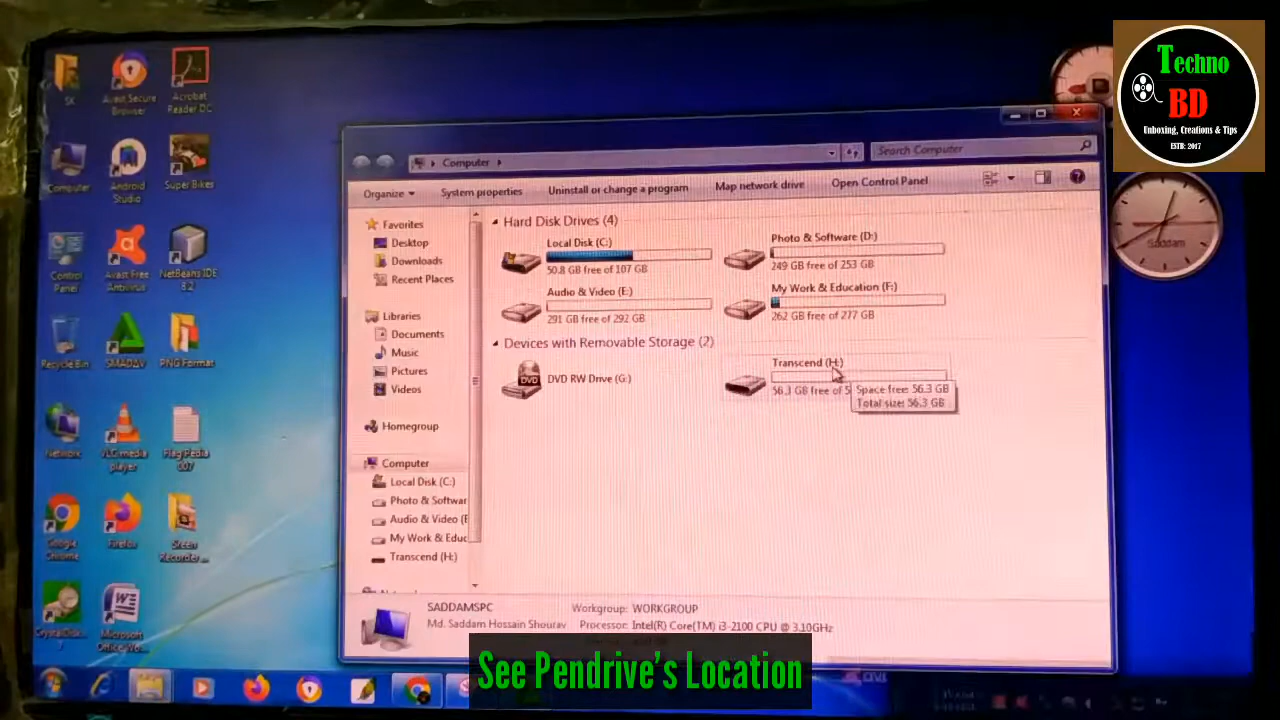 Techno
BD
Unboxing, Creations & Tips
ESTB: 2017
SK
Avast Secure
Browser
Acrobat
Reader DC
Computer
Android
Studio
Super Bikes
Control
Panel
Avast Free
Antivirus
NetBeans IDE
8.2
Recycle Bin
SMADAV
PNG Format
Network
VLC media
player
Flag Pedia
007
Google
Chrome
Firefox
Sreen
Recorder ...
CrystalDisk...
Microsoft
Office Wo...
Computer
Search Computer
Organize
System properties
Uninstall or change a program
Map network drive
Open Control Panel
Favorites
Desktop
Downloads
Recent Places
Libraries
Documents
Music
Pictures
Videos
Homegroup
Computer
Local Disk (C:)
Photo & Softwar
Audio & Video (E
My Work & Educ
Transcend (H:)
Hard Disk Drives (4)
Local Disk (C:)
50.8 GB free of 107 GB
Photo & Software (D:)
249 GB free of 253 GB
Audio & Video (E:)
291 GB free of 292 GB
My Work & Education (F:)
262 GB free of 277 GB
Devices with Removable Storage (2)
DVD
DVD RW Drive (G:)
Transcend (H:)
56.3 GB free of 5
Space free: 56.3 GB
Total size: 56.3 GB
Saddam
SADDAMSPC
Workgroup: WORKGROUP
Md. Saddam Hossain Shourav
Processor: Intel(R) Core(TM) i3-2100 CPU @ 3.10GHz
See Pendrive's Location